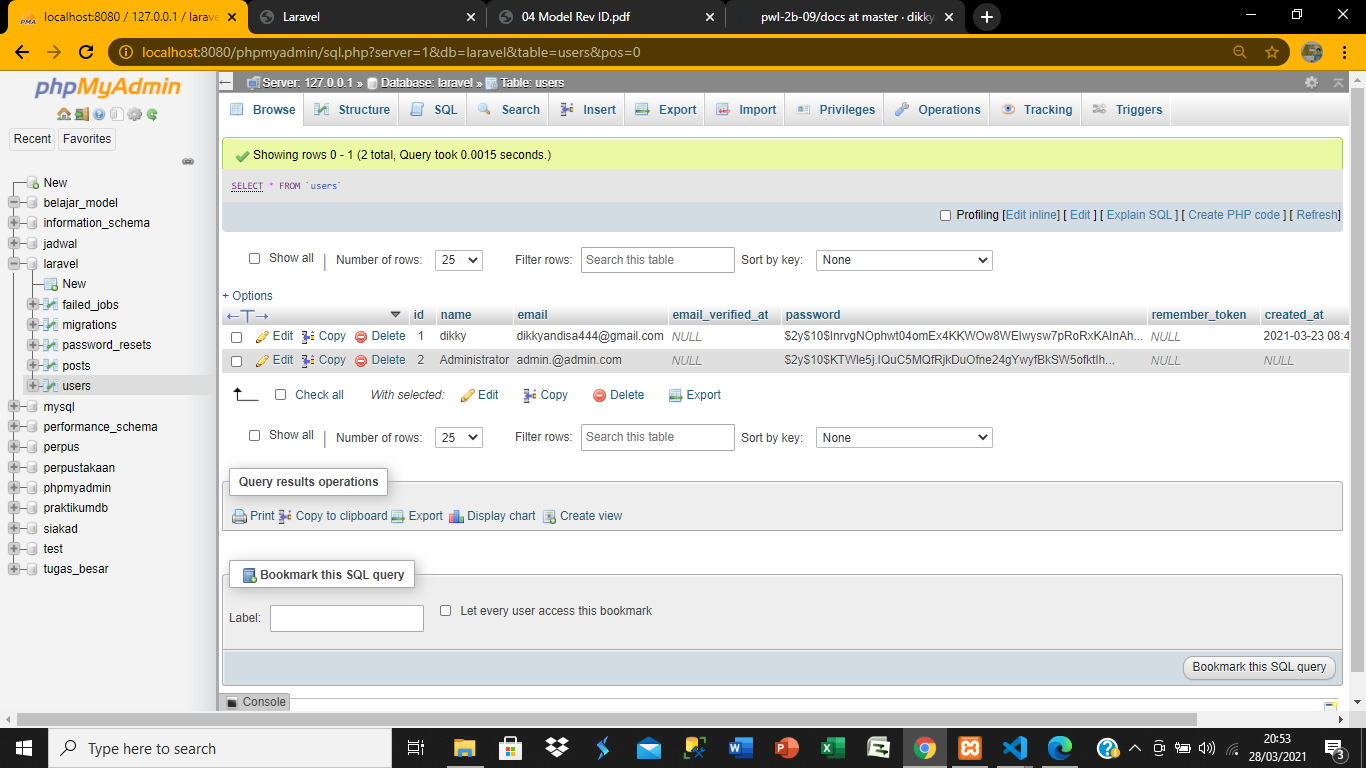 localhost:8080 / 127.0.0.1 / larave
Laravel
04 Model Rev ID.pdf
pwl-2b-09/docs at master · dikky
localhost:8080/phpmyadmin/sql.php?server=1&db=laravel&table=users&pos=0
phpMyAdmin
Recent Favorites
New
belajar_model
information_schema
jadwal
laravel
New
failed_jobs
migrations
password_resets
posts
users
mysql
performance_schema
perpus
perpustakaan
phpmyadmin
praktikumdb
siakad
test
tugas_besar
Server: 127.0.0.1 » Database: laravel » Table: users
Browse Structure SQL Search Insert Export Import Privileges Operations Tracking Triggers
Showing rows 0 - 1 (2 total, Query took 0.0015 seconds.)
SELECT * FROM `users`
Profiling [Edit inline] [ Edit ] [ Explain SQL ] [ Create PHP code ] [ Refresh]
Show all Number of rows: 25 Filter rows: Search this table Sort by key: None
+ Options
id name email email_verified_at password remember_token created_at
Edit Copy Delete 1 dikky dikkyandisa444@gmail.com NULL NULL 2021-03-23 08:4
Edit Copy Delete 2 Administrator admin.@admin.com NULL NULL NULL
Check all With selected: Edit Copy Delete Export
Show all Number of rows: 25 Filter rows: Search this table Sort by key: None
Query results operations
Print Copy to clipboard Export Display chart Create view
Bookmark this SQL query
Label: Let every user access this bookmark
Bookmark this SQL query
Console
Type here to search
20:53
28/03/2021
3